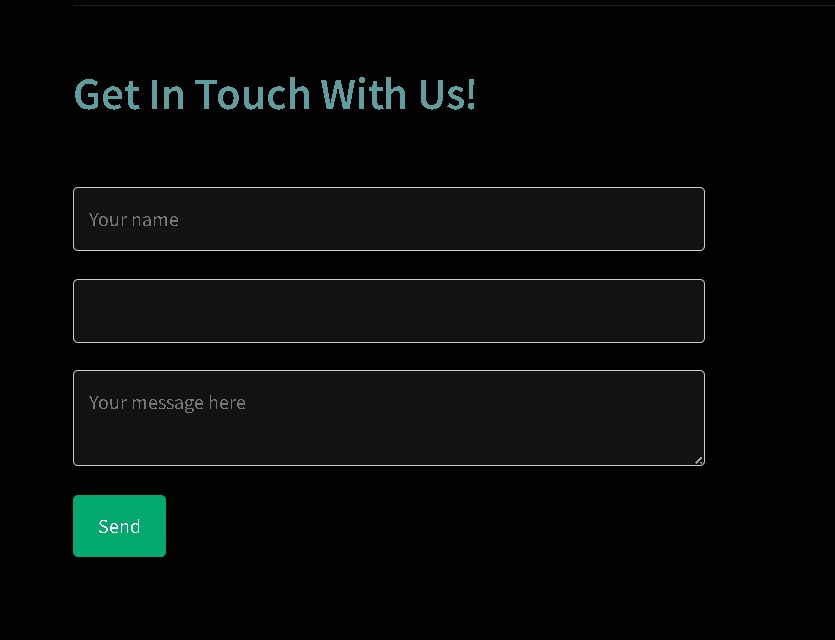 Get In Touch With Us!
Your name
Your message here
Send